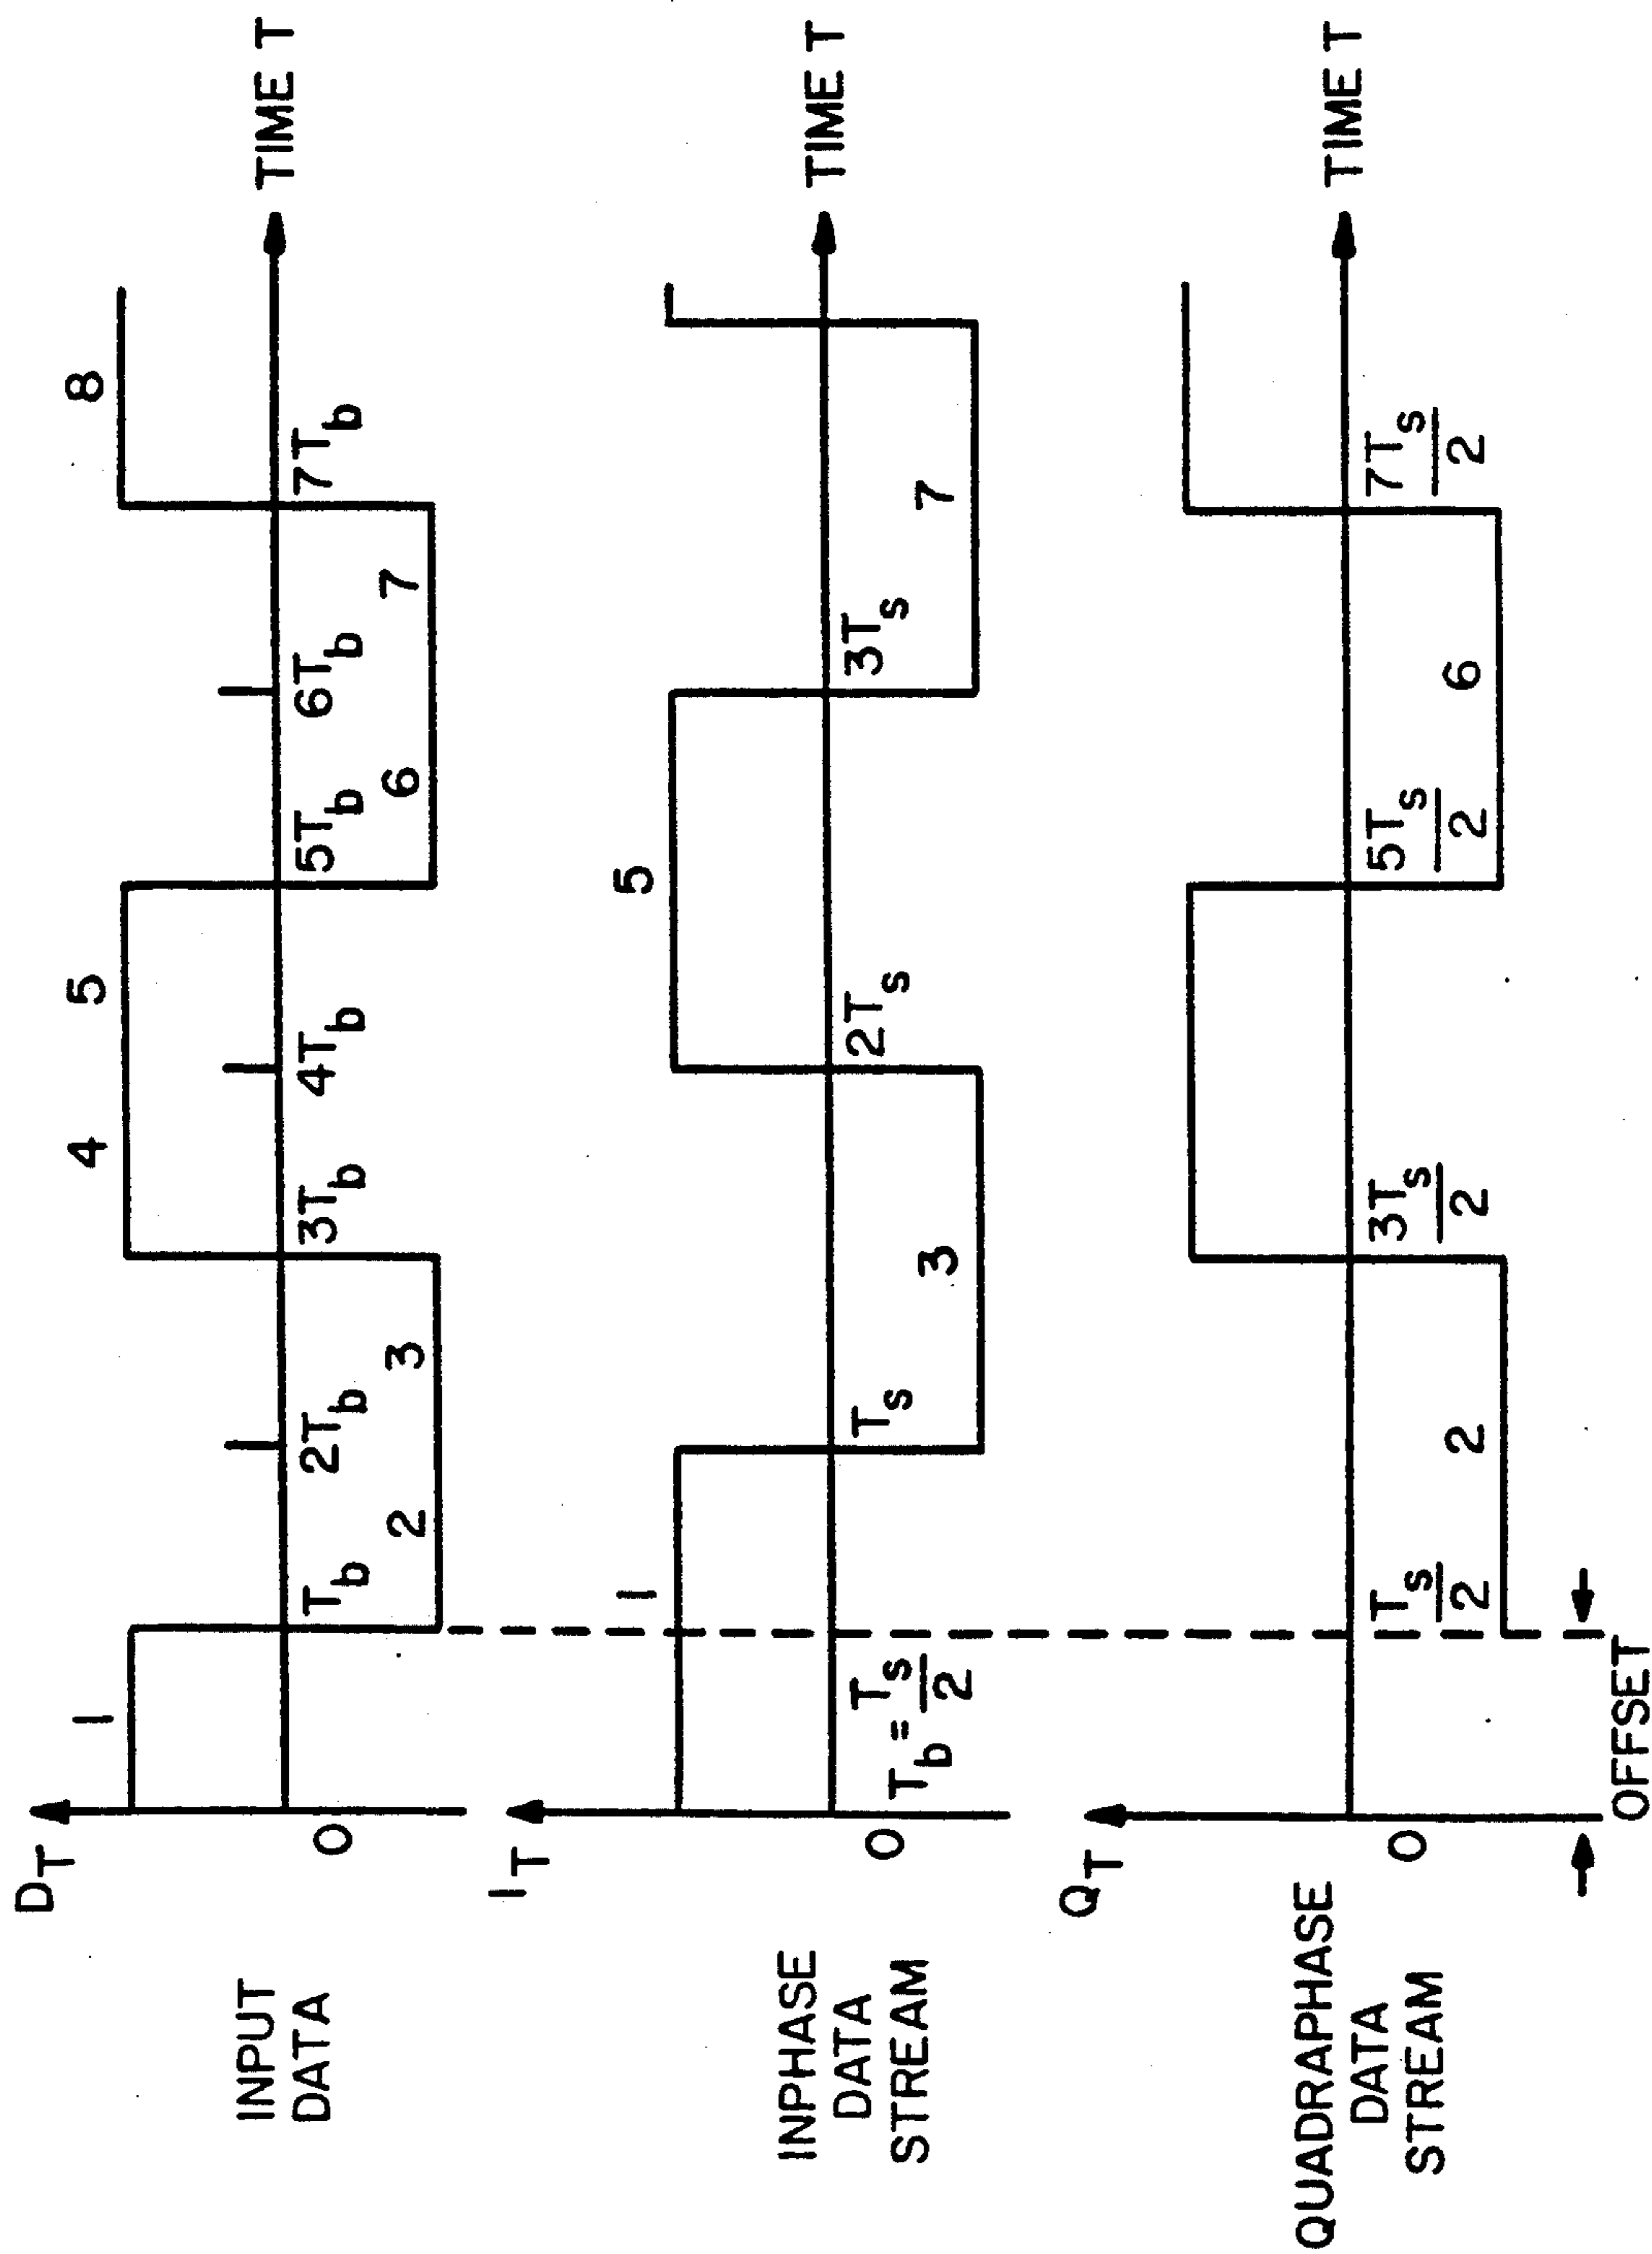 D_T
INPUT
DATA
1
2
3
4
5
6
7
8
0
T_b
2T_b
3T_b
4T_b
5T_b
6T_b
7T_b
TIME T
I_T
INPHASE
DATA
STREAM
1
3
5
7
0
T_b = T_s/2
T_s
2T_s
3T_s
TIME T
Q_T
QUADRAPHASE
DATA
STREAM
2
6
0
T_s/2
3T_s/2
5T_s/2
7T_s/2
TIME T
OFFSET